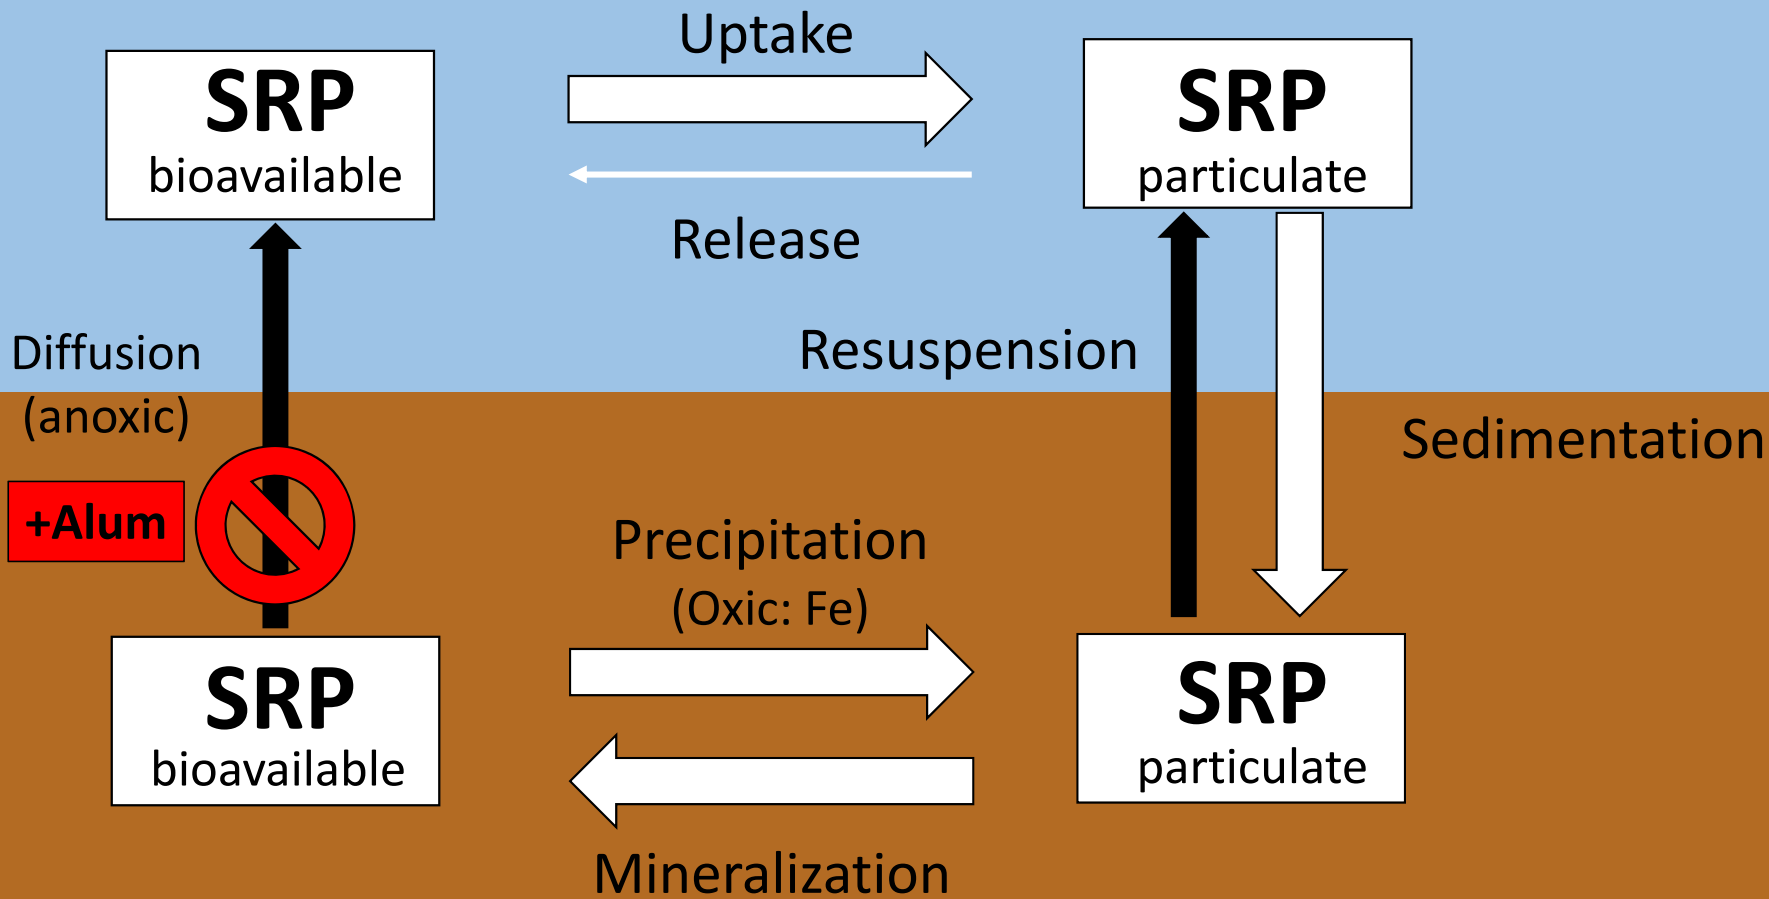 Uptake
SRP
bioavailable
SRP
particulate
Release
Diffusion
(anoxic)
Resuspension
Sedimentation
+Alum
Precipitation
(Oxic: Fe)
SRP
bioavailable
SRP
particulate
Mineralization